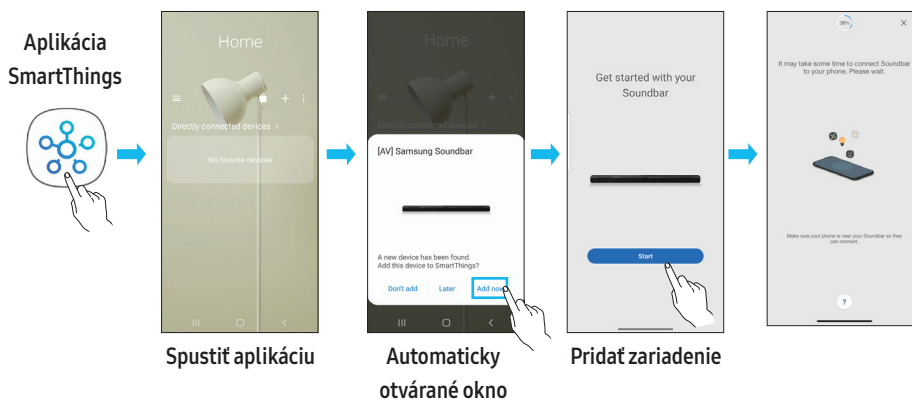 Aplikácia
SmartThings
Home
Directly connected devices >
No favorite devices
Spustiť aplikáciu
Home
Directly connected devices >
[AV] Samsung Soundbar
A new device has been found.
Add this device to SmartThings?
Don't add
Later
Add now
Automaticky
otvárané okno
Get started with your
Soundbar
Start
Pridať zariadenie
38%
It may take some time to connect Soundbar
to your phone. Please wait.
Make sure your phone is near your Soundbar so they
can connect.
?